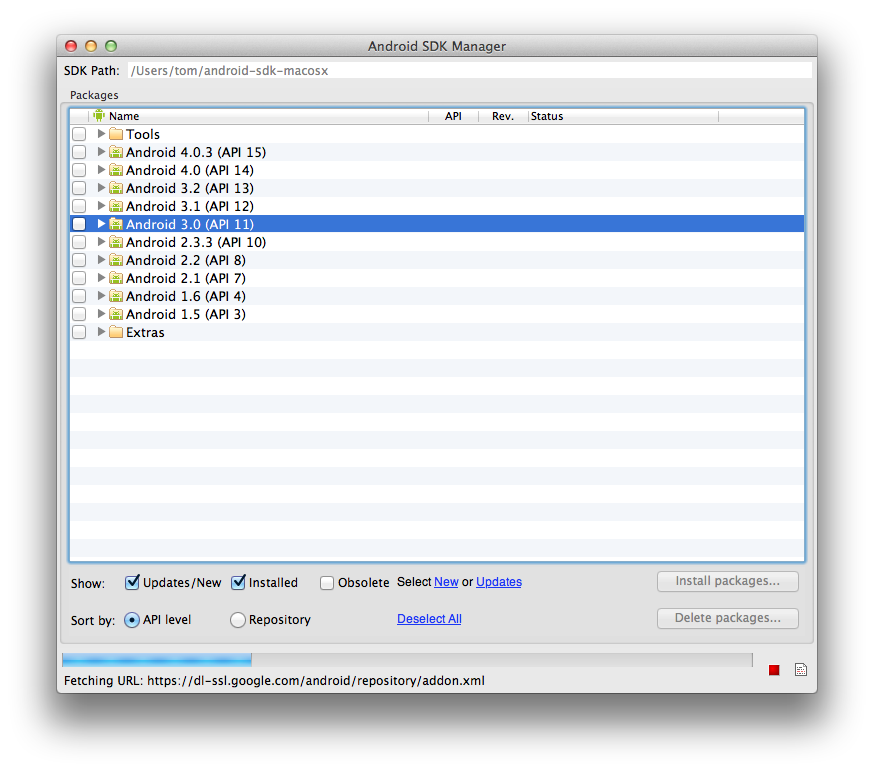 Android SDK Manager
SDK Path: /Users/tom/android-sdk-macosx
Packages
Name API Rev. Status
Tools
Android 4.0.3 (API 15)
Android 4.0 (API 14)
Android 3.2 (API 13)
Android 3.1 (API 12)
Android 3.0 (API 11)
Android 2.3.3 (API 10)
Android 2.2 (API 8)
Android 2.1 (API 7)
Android 1.6 (API 4)
Android 1.5 (API 3)
Extras
Show: Updates/New Installed Obsolete Select New or Updates Install packages...
Sort by: API level Repository Deselect All Delete packages...
Fetching URL: https://dl-ssl.google.com/android/repository/addon.xml